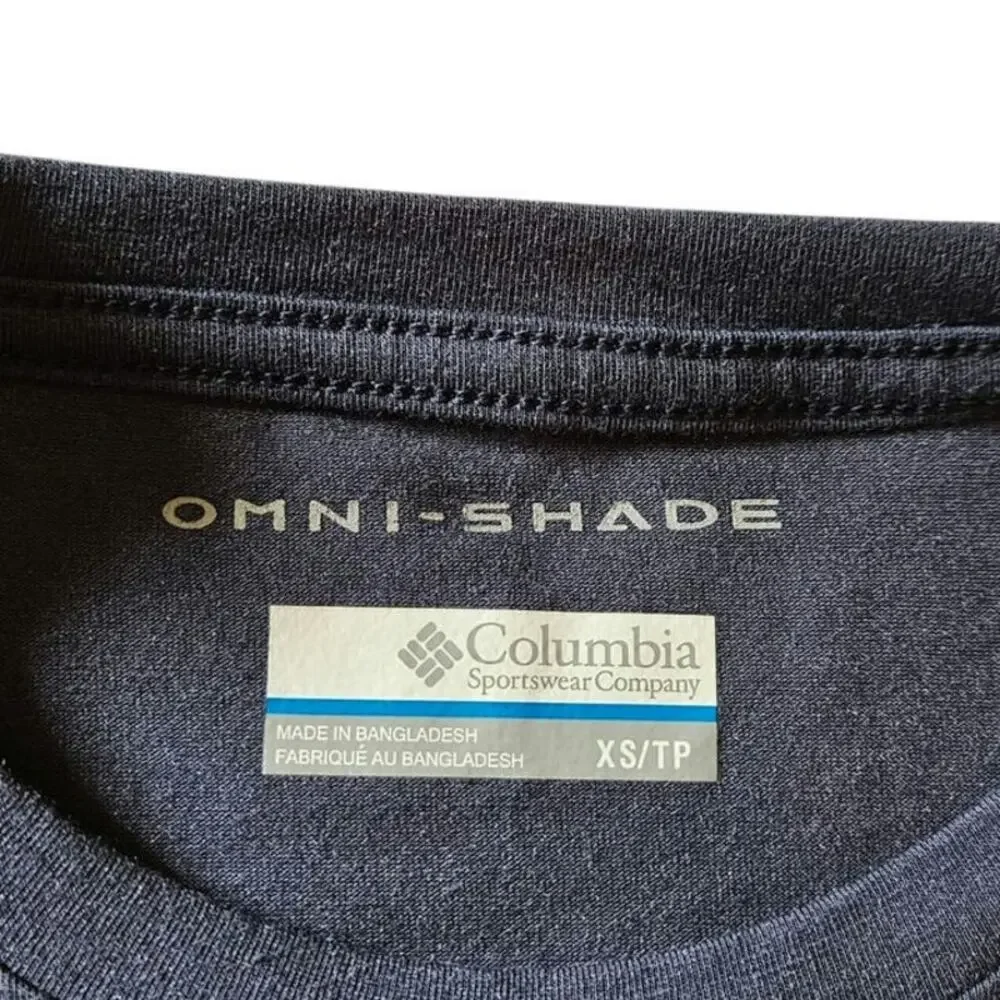 OMNI-SHADE
Columbia
Sportswear Company
MADE IN BANGLADESH
FABRIQUÉ AU BANGLADESH
XS/TP